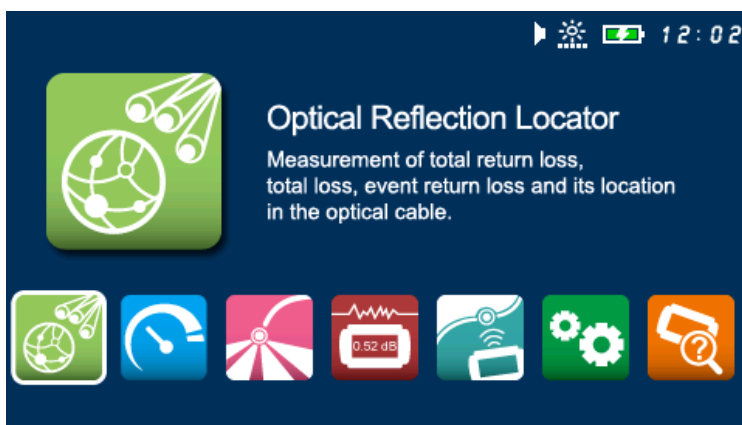 12:02
Optical Reflection Locator
Measurement of total return loss,
total loss, event return loss and its location
in the optical cable.
0.52 dB
?